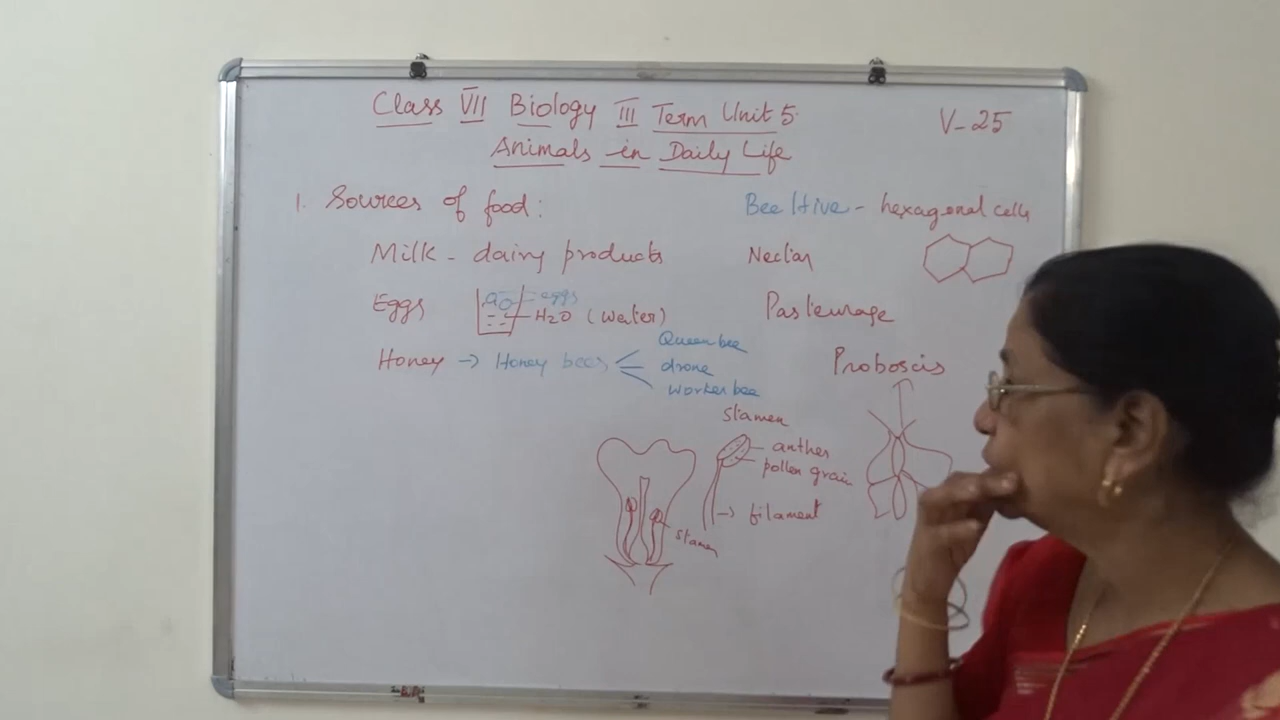 Class VII Biology III Term Unit 5
V-25
Animals in Daily Life
1. Sources of food:
Bee Hive - hexagonal cells
Milk - dairy products
Nectar
Eggs
eggs
H2O (water)
Pasteurage
Honey → Honey bees
Queen bee
drone
worker bee
Proboscis
stamen
anther
pollen grain
filament
stamen